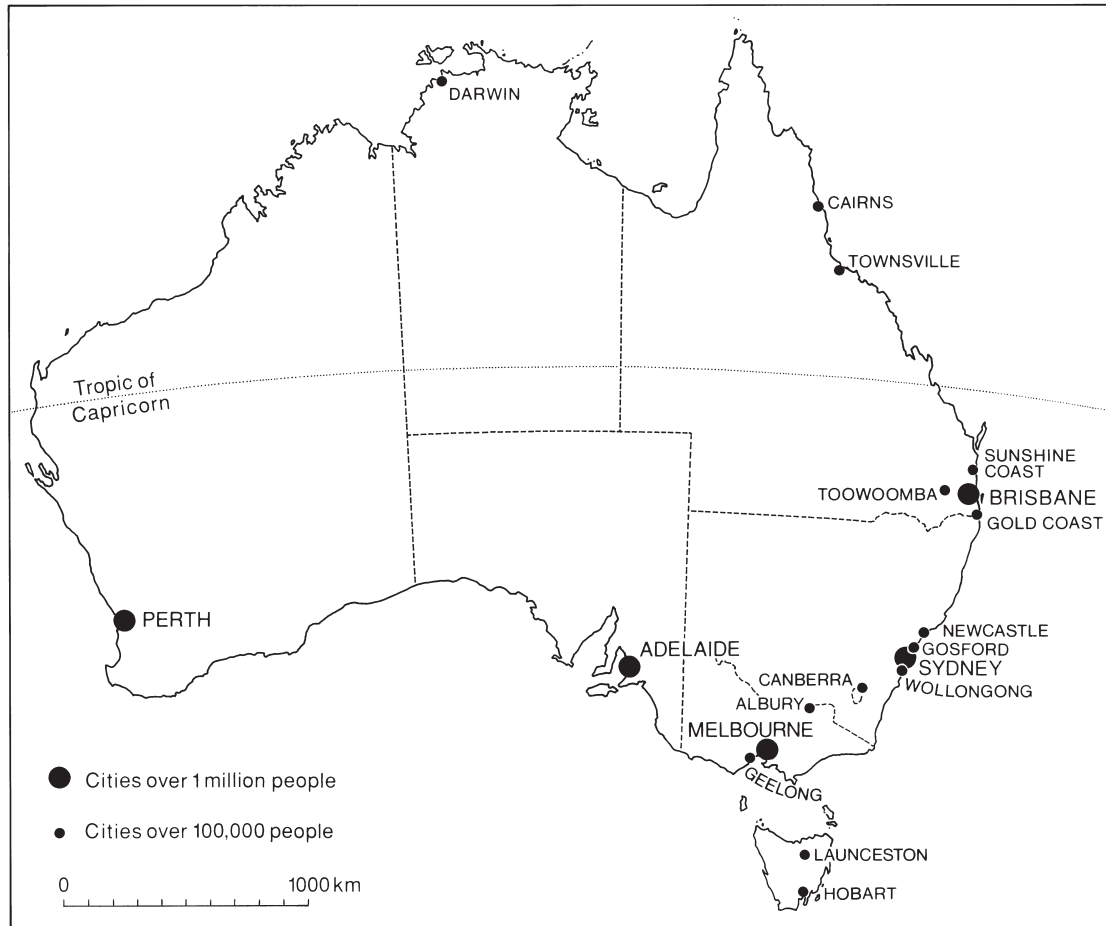 DARWIN
CAIRNS
TOWNSVILLE
Tropic of
Capricorn
SUNSHINE
COAST
TOOWOOMBA
BRISBANE
GOLD COAST
PERTH
NEWCASTLE
GOSFORD
ADELAIDE
SYDNEY
CANBERRA
WOLLONGONG
ALBURY
MELBOURNE
GEELONG
Cities over 1 million people
Cities over 100,000 people
LAUNCESTON
HOBART
0 1000 km